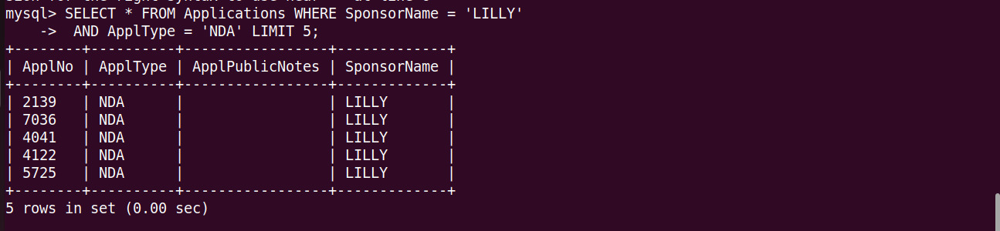 mysql> SELECT * FROM Applications WHERE SponsorName = 'LILLY'
    ->  AND ApplType = 'NDA' LIMIT 5;
+--------+----------+-----------------+-------------+
| ApplNo | ApplType | ApplPublicNotes | SponsorName |
+--------+----------+-----------------+-------------+
| 2139   | NDA      |                 | LILLY       |
| 7036   | NDA      |                 | LILLY       |
| 4041   | NDA      |                 | LILLY       |
| 4122   | NDA      |                 | LILLY       |
| 5725   | NDA      |                 | LILLY       |
+--------+----------+-----------------+-------------+
5 rows in set (0.00 sec)